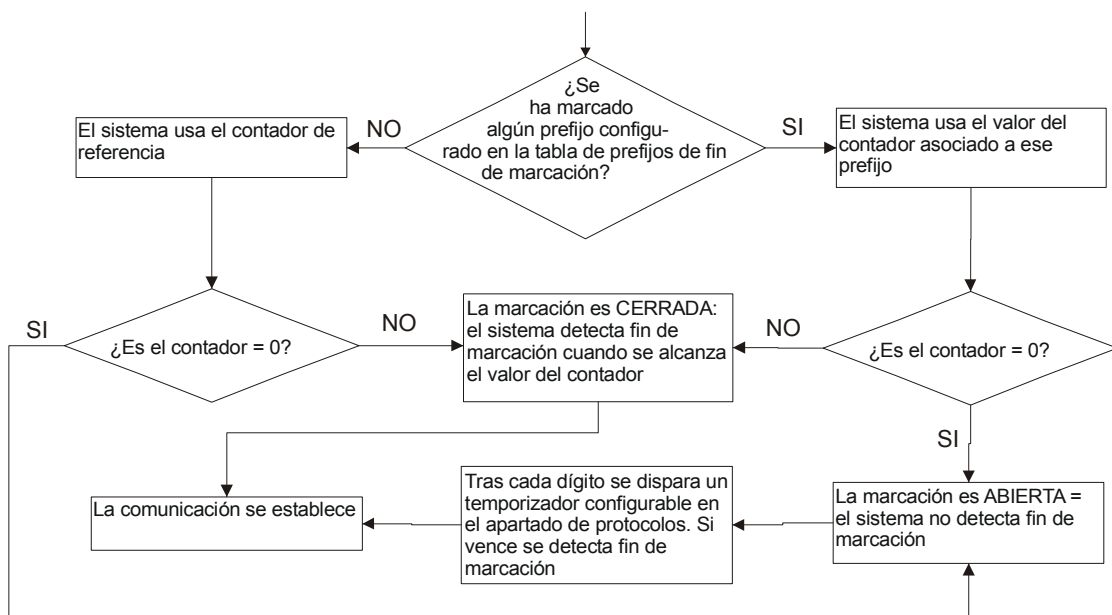 ¿Se
ha marcado
algún prefijo configu-
rado en la tabla de prefijos de fin
de marcación?
NO
SI
El sistema usa el contador de
referencia
El sistema usa el valor del
contador asociado a ese
prefijo
SI
¿Es el contador = 0?
NO
La marcación es CERRADA:
el sistema detecta fin de
marcación cuando se alcanza
el valor del contador
NO
¿Es el contador = 0?
SI
La comunicación se establece
Tras cada dígito se dispara un
temporizador configurable en
el apartado de protocolos. Si
vence se detecta fin de
marcación
La marcación es ABIERTA =
el sistema no detecta fin de
marcación